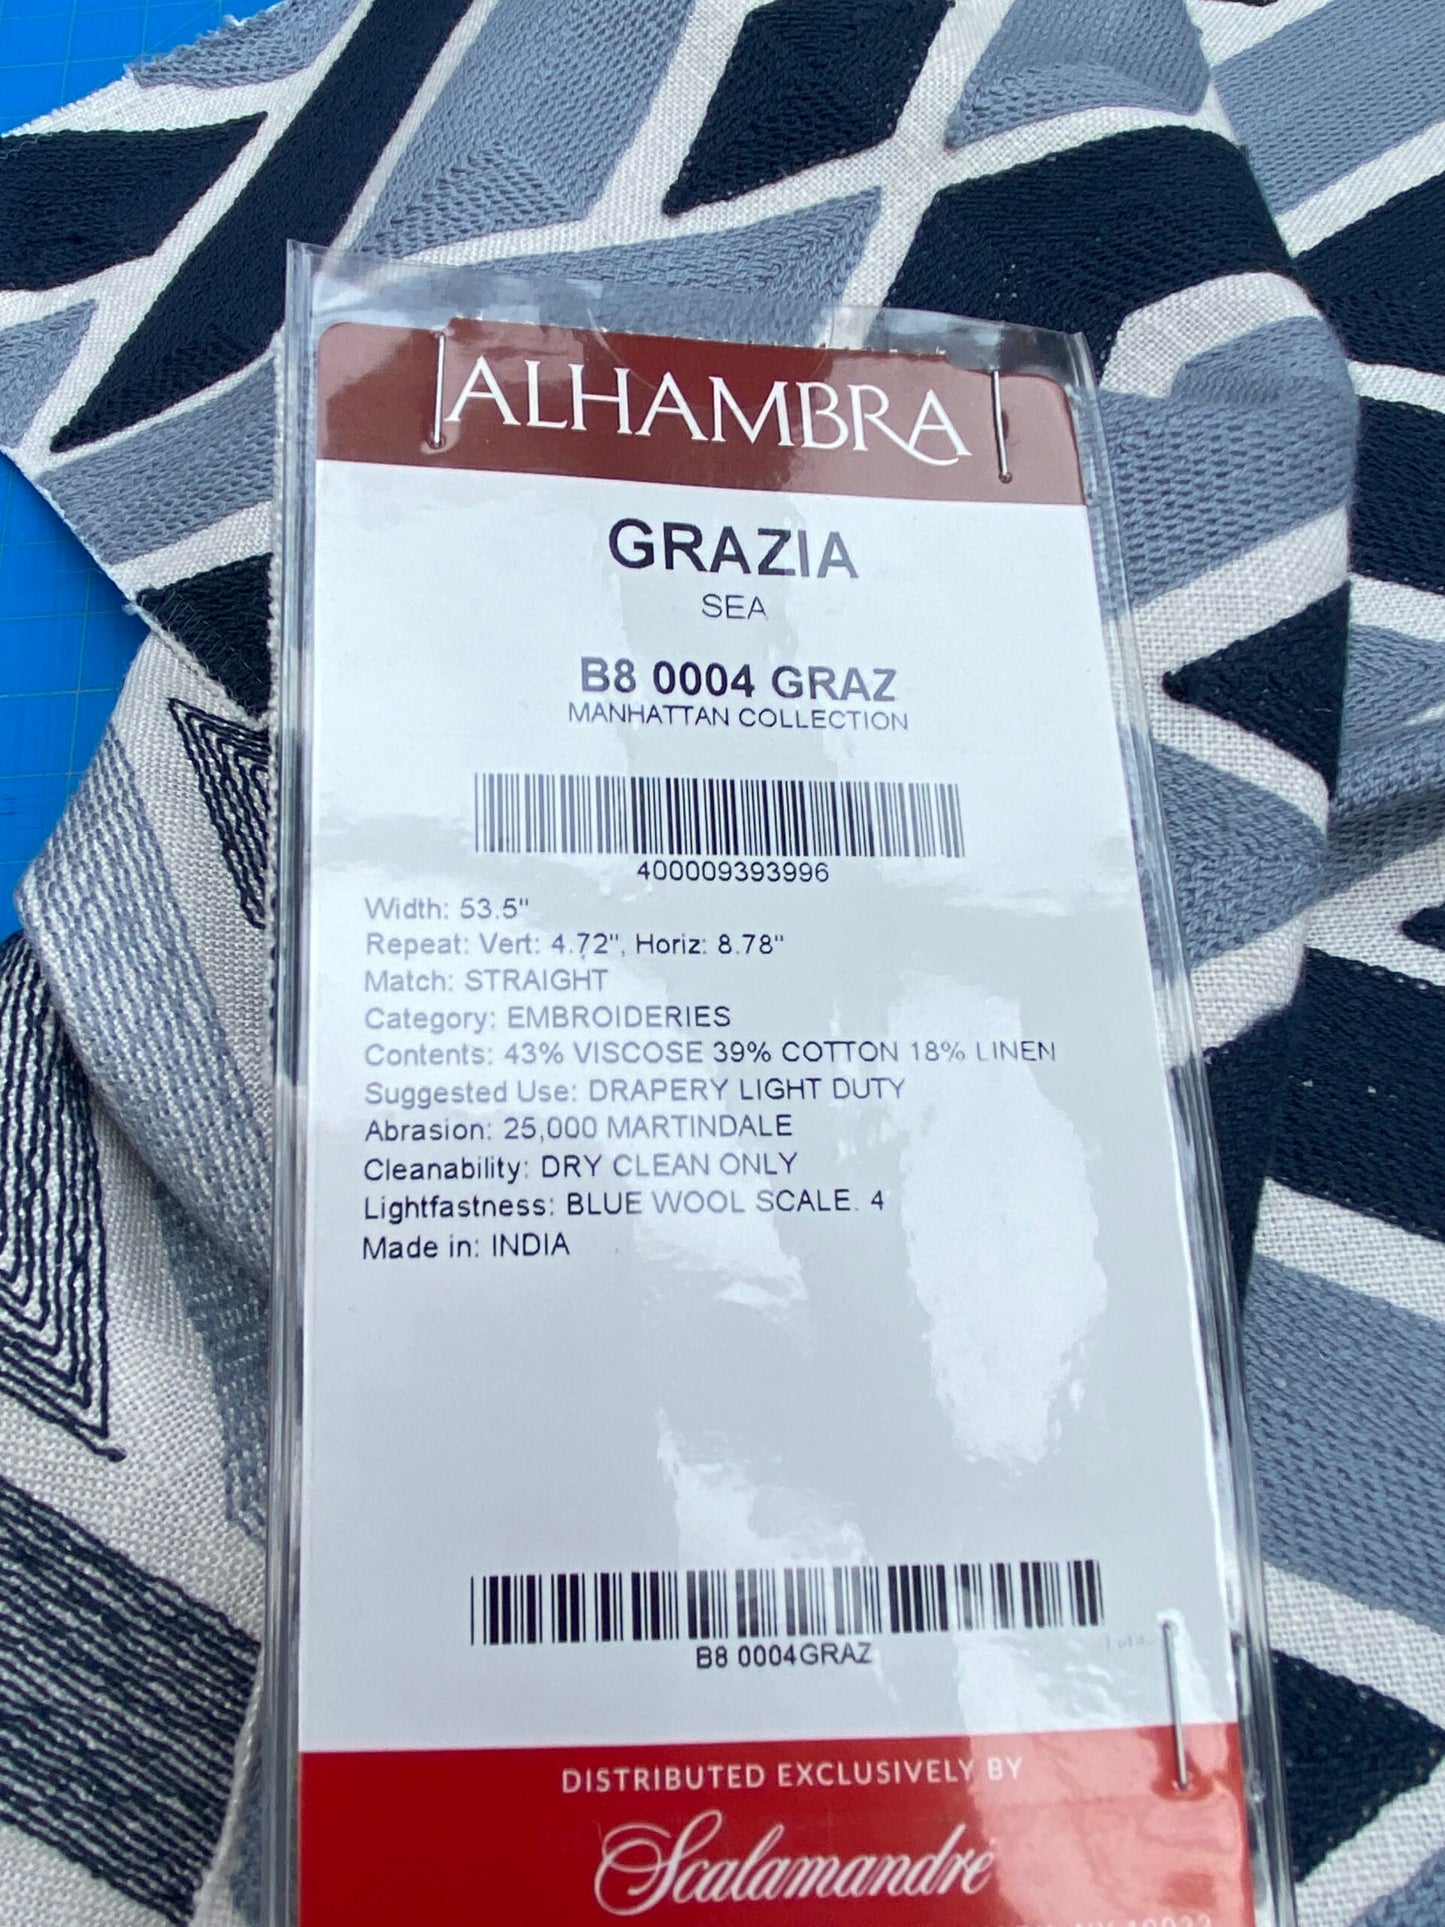 ALHAMBRA
GRAZIA
SEA
B8 0004 GRAZ
MANHATTAN COLLECTION
400009393996
Width: 53.5"
Repeat: Vert: 4.72", Horiz: 8.78"
Match: STRAIGHT
Category: EMBROIDERIES
Contents: 43% VISCOSE 39% COTTON 18% LINEN
Suggested Use: DRAPERY LIGHT DUTY
Abrasion: 25,000 MARTINDALE
Cleanability: DRY CLEAN ONLY
Lightfastness: BLUE WOOL SCALE. 4
Made in: INDIA
B8 0004GRAZ
DISTRIBUTED EXCLUSIVELY BY
Scalamandré